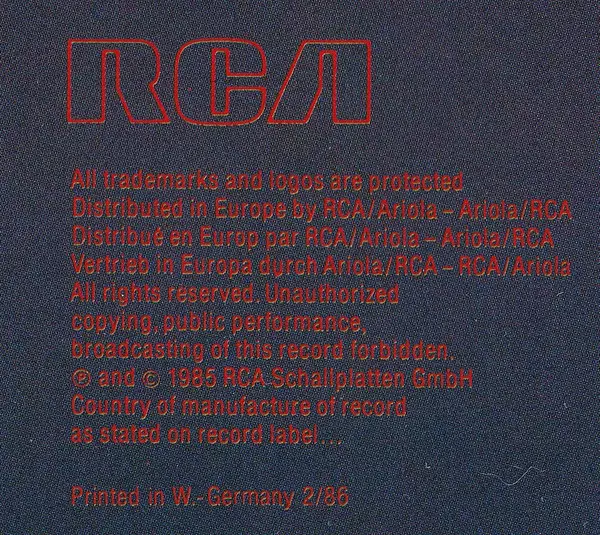 RCA
All trademarks and logos are protected
Distributed in Europe by RCA/Ariola – Ariola/RCA
Distribué en Europ par RCA/Ariola – Ariola/RCA
Vertrieb in Europa durch Ariola/RCA – RCA/Ariola
All rights reserved. Unauthorized
copying, public performance,
broadcasting of this record forbidden.
℗ and © 1985 RCA-Schallplatten GmbH
Country of manufacture of record
as stated on record label...
Printed in W.-Germany 2/86